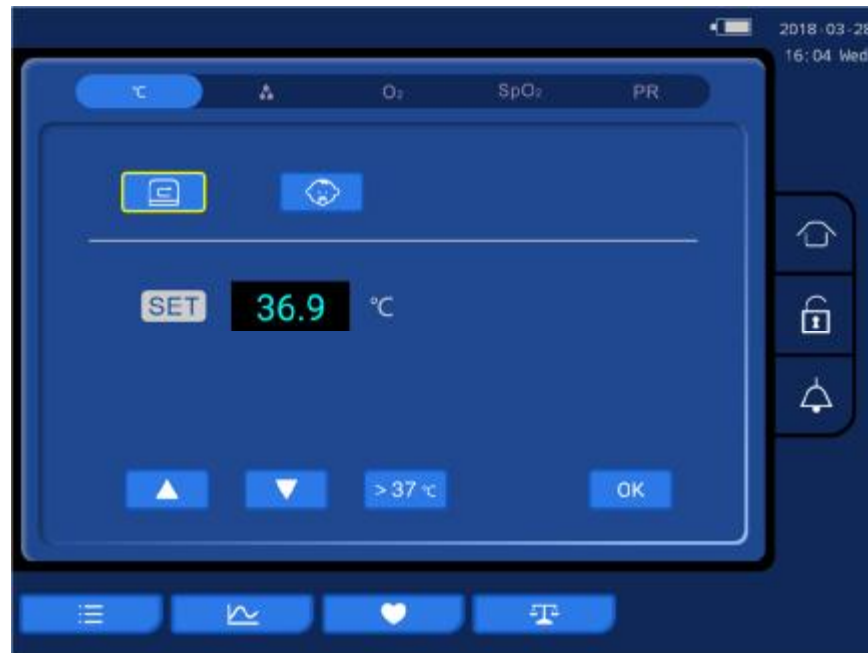 2018-03-28
16:04 Wed
℃ O₂ SpO₂ PR
SET 36.9 ℃
>37 ℃ OK